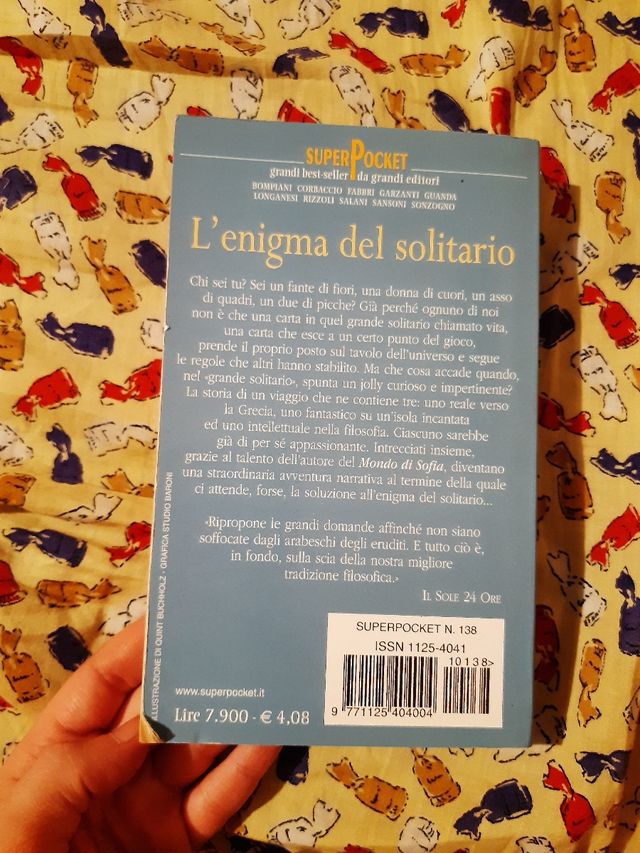 SUPERPOCKET
grandi best-seller da grandi editori
BOMPIANI CORBACCIO FABBRI GARZANTI GUANDA
LONGANESI RIZZOLI SALANI SANSONI SONZOGNO
L'enigma del solitario
Chi sei tu? Sei un fante di fiori, una donna di cuori, un asso
di quadri, un due di picche? Già perché ognuno di noi
non è che una carta in quel grande solitario chiamato vita,
una carta che esce a un certo punto del gioco,
prende il proprio posto sul tavolo dell'universo e segue
le regole che altri hanno stabilito. Ma che cosa accade quando,
nel «grande solitario», spunta un jolly curioso e impertinente?
La storia di un viaggio che ne contiene tre: uno reale verso
la Grecia, uno fantastico su un'isola incantata
ed uno intellettuale nella filosofia. Ciascuno sarebbe
già di per sé appassionante. Intrecciati insieme,
grazie al talento dell'autore del Mondo di Sofia, diventano
una straordinaria avventura narrativa al termine della quale
ci attende, forse, la soluzione all'enigma del solitario...
«Ripropone le grandi domande affinché non siano
soffocate dagli arabeschi degli eruditi. E tutto ciò è,
in fondo, sulla scia della nostra migliore
tradizione filosofica.»
IL SOLE 24 ORE
ILLUSTRAZIONE DI QUINT BUCHHOLZ - GRAFICA STUDIO BARONI
SUPERPOCKET N. 138
ISSN 1125-4041
10138>
9 771125 404004
www.superpocket.it
Lire 7.900 - € 4,08